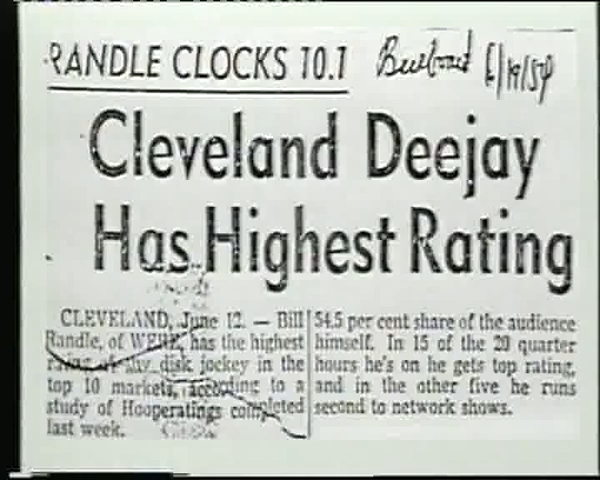 RANDLE CLOCKS 10.1
Billboard 6/19/54
Cleveland Deejay
Has Highest Rating
CLEVELAND, June 12. — Bill
Randle, of WERE, has the highest
rating of any disk jockey in the
top 10 markets, according to a
study of Hooperatings completed
last week.
54.5 per cent share of the audience
himself. In 15 of the 20 quarter
hours he's on he gets top rating,
and in the other five he runs
second to network shows.